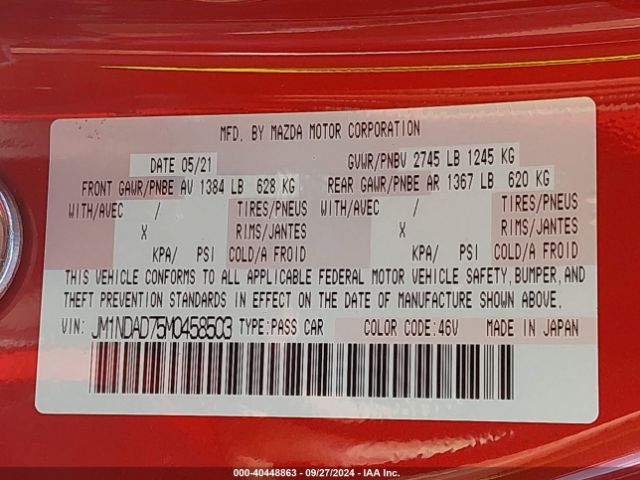 MFD. BY MAZDA MOTOR CORPORATION
DATE 05/21 GVWR/PNBV 2745 LB 1245 KG
FRONT GAWR/PNBE AV 1384 LB 628 KG REAR GAWR/PNBE AR 1367 LB 620 KG
WITH/AVEC / TIRES/PNEUS WITH/AVEC / TIRES/PNEUS
X RIMS/JANTES X RIMS/JANTES
KPA/ PSI COLD/A FROID KPA/ PSI COLD/A FROID
THIS VEHICLE CONFORMS TO ALL APPLICABLE FEDERAL MOTOR VEHICLE SAFETY, BUMPER, AND
THEFT PREVENTION STANDARDS IN EFFECT ON THE DATE OF MANUFACTURE SHOWN ABOVE.
VIN: JM1NDAD75M0458503 TYPE: PASS CAR COLOR CODE: 46V MADE IN JAPAN
000-40448863 - 09/27/2024 - IAA Inc.